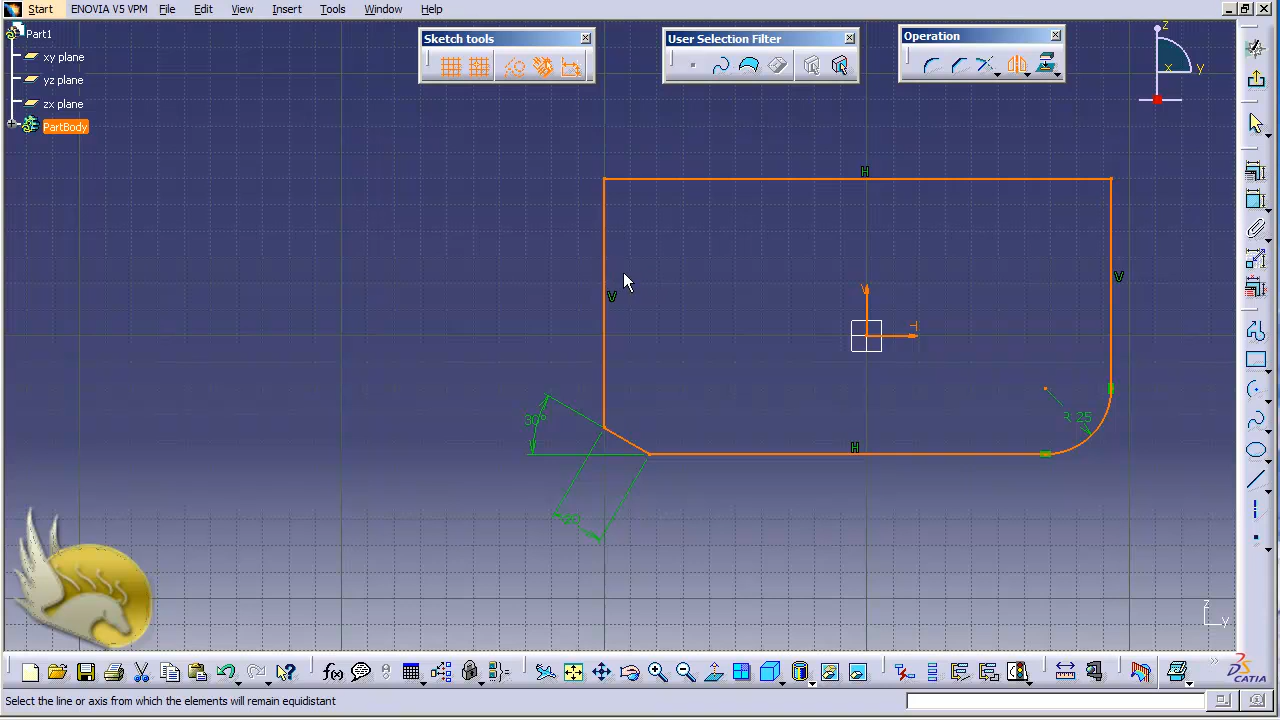 Start ENOVIA V5 VPM File Edit View Insert Tools Window Help
Part1
xy plane
yz plane
zx plane
PartBody
Sketch tools
User Selection Filter
Operation
z
x y
H
V
V
V
H
30°
R 25
H
z
y
f(x)
CATIA
Select the line or axis from which the elements will remain equidistant